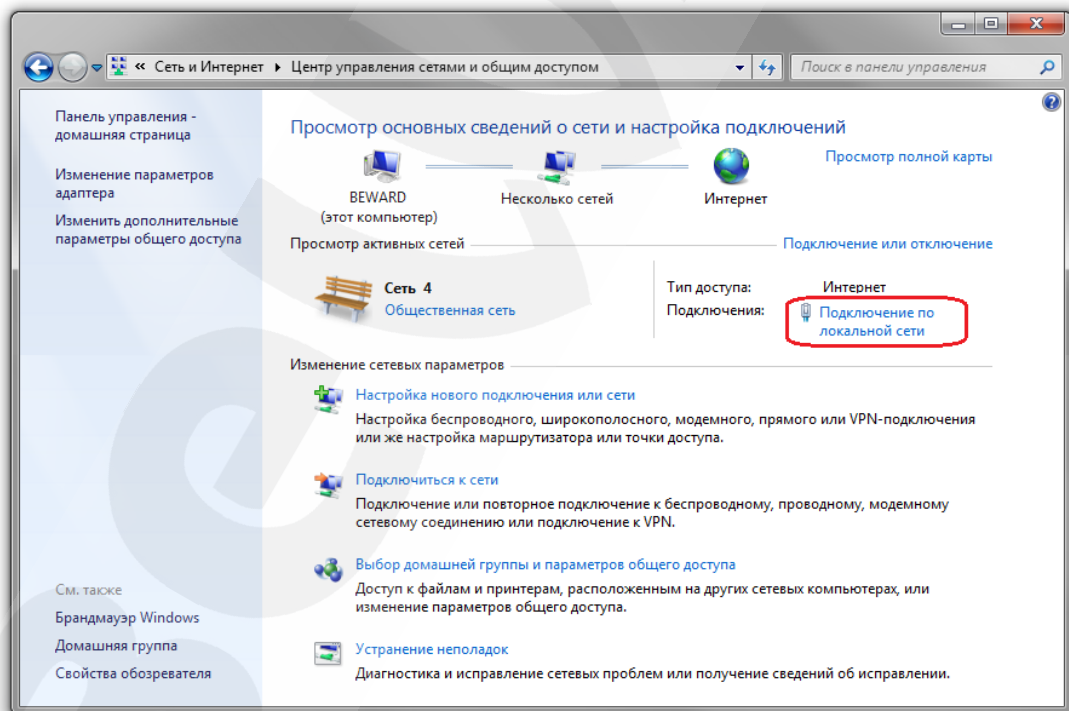 « Сеть и Интернет ▸ Центр управления сетями и общим доступом
Поиск в панели управления
Панель управления -
домашняя страница
Изменение параметров
адаптера
Изменить дополнительные
параметры общего доступа
Просмотр основных сведений о сети и настройка подключений
Просмотр полной карты
BEWARD
(этот компьютер)
Несколько сетей
Интернет
Просмотр активных сетей
Подключение или отключение
Сеть 4
Общественная сеть
Тип доступа: Интернет
Подключения: Подключение по
локальной сети
Изменение сетевых параметров
Настройка нового подключения или сети
Настройка беспроводного, широкополосного, модемного, прямого или VPN-подключения
или же настройка маршрутизатора или точки доступа.
Подключиться к сети
Подключение или повторное подключение к беспроводному, проводному, модемному
сетевому соединению или подключение к VPN.
Выбор домашней группы и параметров общего доступа
Доступ к файлам и принтерам, расположенным на других сетевых компьютерах, или
изменение параметров общего доступа.
Устранение неполадок
Диагностика и исправление сетевых проблем или получение сведений об исправлении.
См. также
Брандмауэр Windows
Домашняя группа
Свойства обозревателя